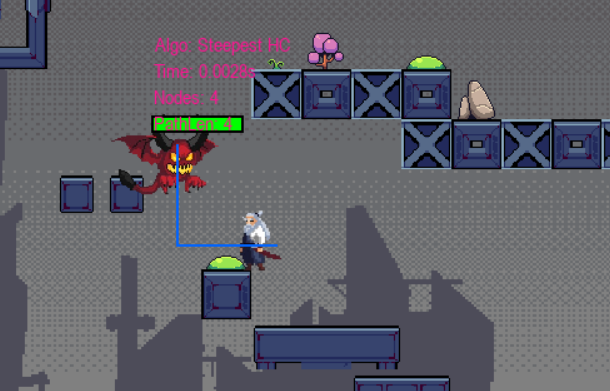 Algo: Steepest HC
Time: 0.0026s
Nodes: 4
PathLen: 4